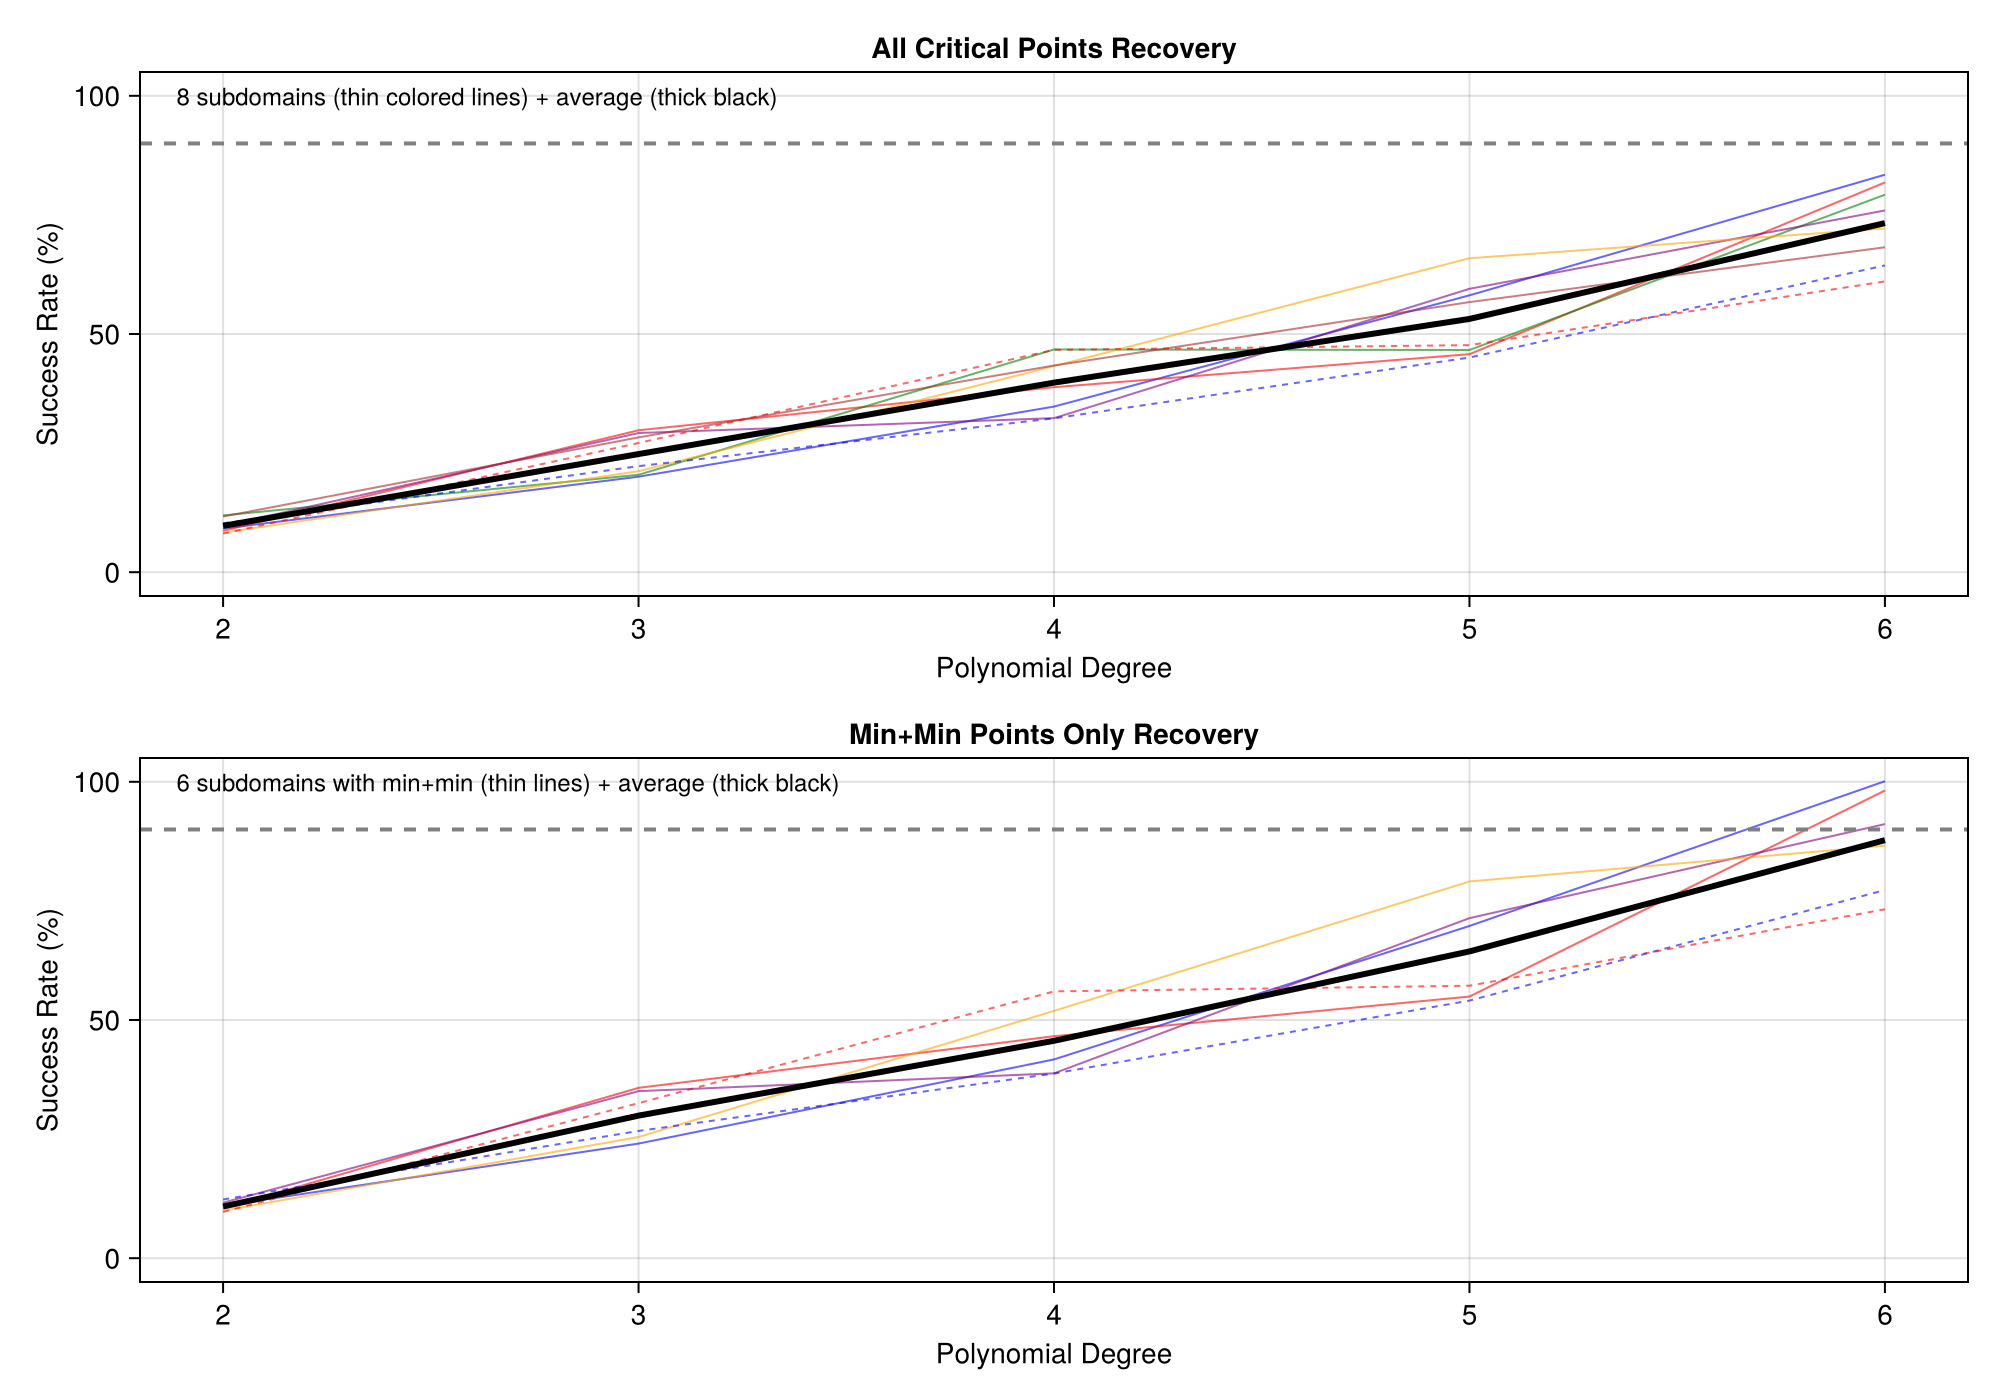 All Critical Points Recovery
8 subdomains (thin colored lines) + average (thick black)
100
50
0
Success Rate (%)
2 3 4 5 6
Polynomial Degree
Min+Min Points Only Recovery
6 subdomains with min+min (thin lines) + average (thick black)
100
50
0
Success Rate (%)
2 3 4 5 6
Polynomial Degree